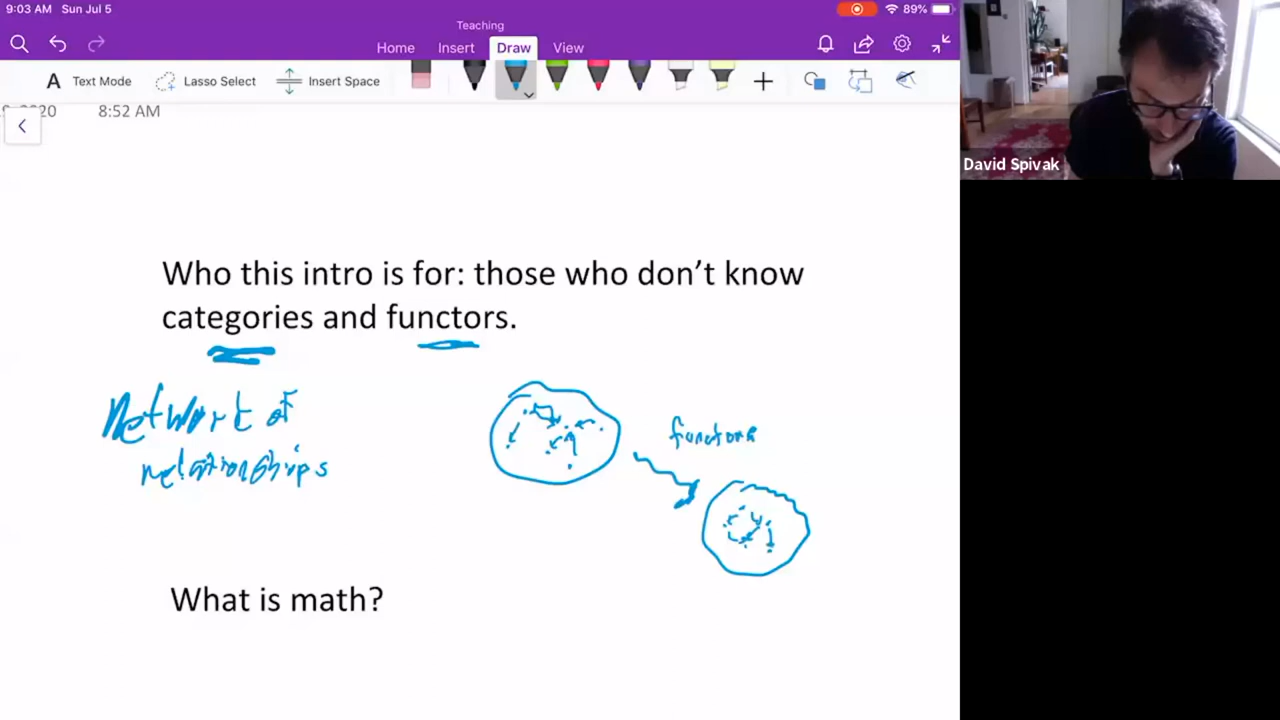 9:03 AM Sun Jul 5
89%
Teaching
Home Insert Draw View
A Text Mode Lasso Select Insert Space
2020 8:52 AM
David Spivak
Who this intro is for: those who don't know
categories and functors.
Network of
relationships
functors
What is math?